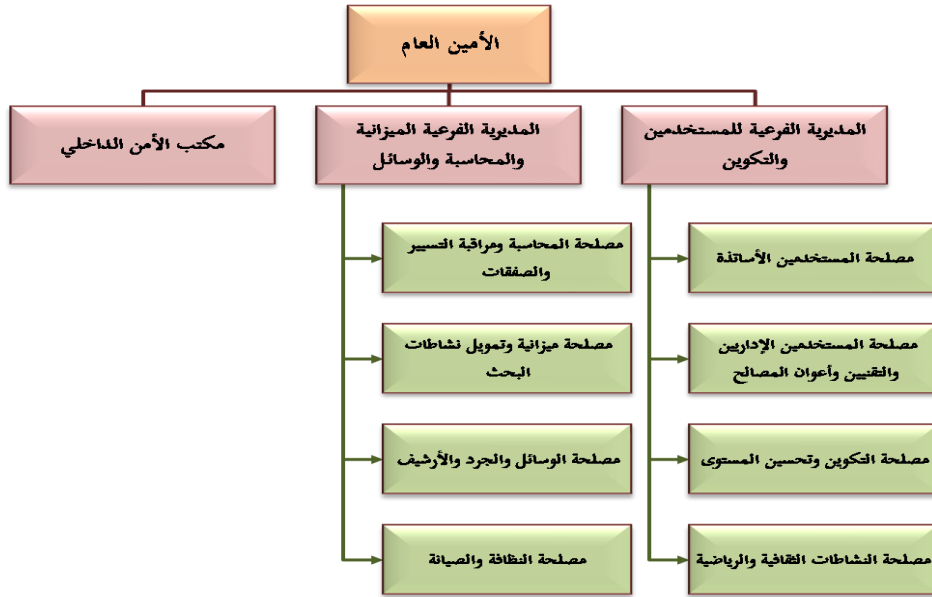 الأمين العام
المديرية الفرعية للمستخدمين
والتكوين
المديرية الفرعية الميزانية
والمحاسبة والوسائل
مكتب الأمن الداخلي
مصلحة المستخدمين الأساتذة
مصلحة المستخدمين الإداريين
والتقنيين وأعوان المصالح
مصلحة التكوين وتحسين المستوى
مصلحة النشاطات الثقافية والرياضية
مصلحة المحاسبة ومراقبة التسيير
والصفقات
مصلحة ميزانية وتمويل نشاطات
البحث
مصلحة الوسائل والجرد والأرشيف
مصلحة النظافة والصيانة